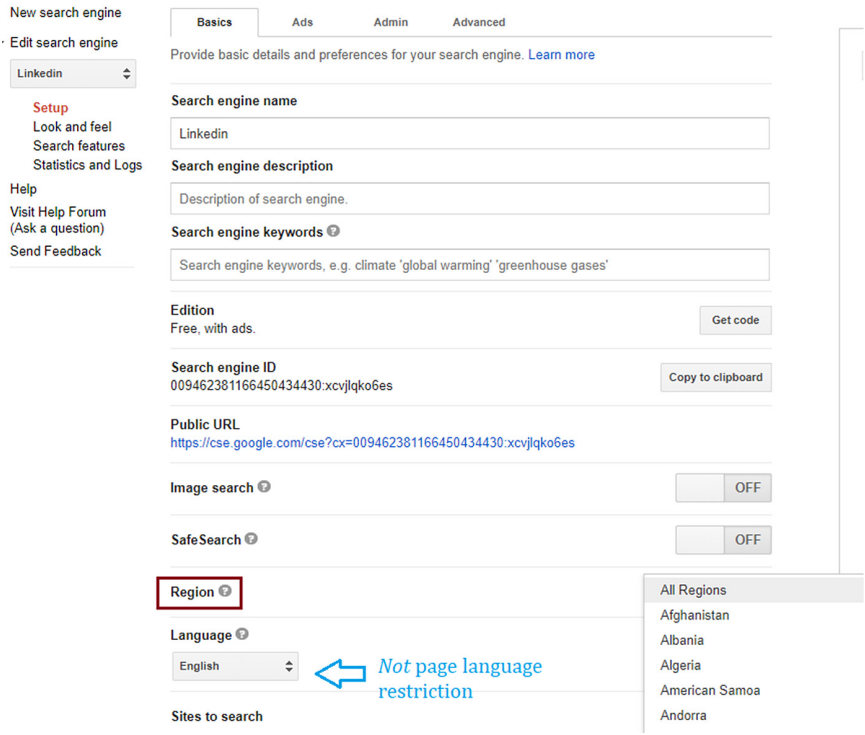 New search engine
Edit search engine
Linkedin
Setup
Look and feel
Search features
Statistics and Logs
Help
Visit Help Forum
(Ask a question)
Send Feedback
Basics Ads Admin Advanced
Provide basic details and preferences for your search engine. Learn more
Search engine name
Linkedin
Search engine description
Description of search engine.
Search engine keywords ?
Search engine keywords, e.g. climate 'global warming' 'greenhouse gases'
Edition
Free, with ads.
Get code
Search engine ID
009462381166450434430:xcvjlqko6es
Copy to clipboard
Public URL
https://cse.google.com/cse?cx=009462381166450434430:xcvjlqko6es
Image search ? OFF
SafeSearch ? OFF
Region ?
All Regions
Afghanistan
Albania
Algeria
American Samoa
Andorra
Language ?
English
Not page language
restriction
Sites to search